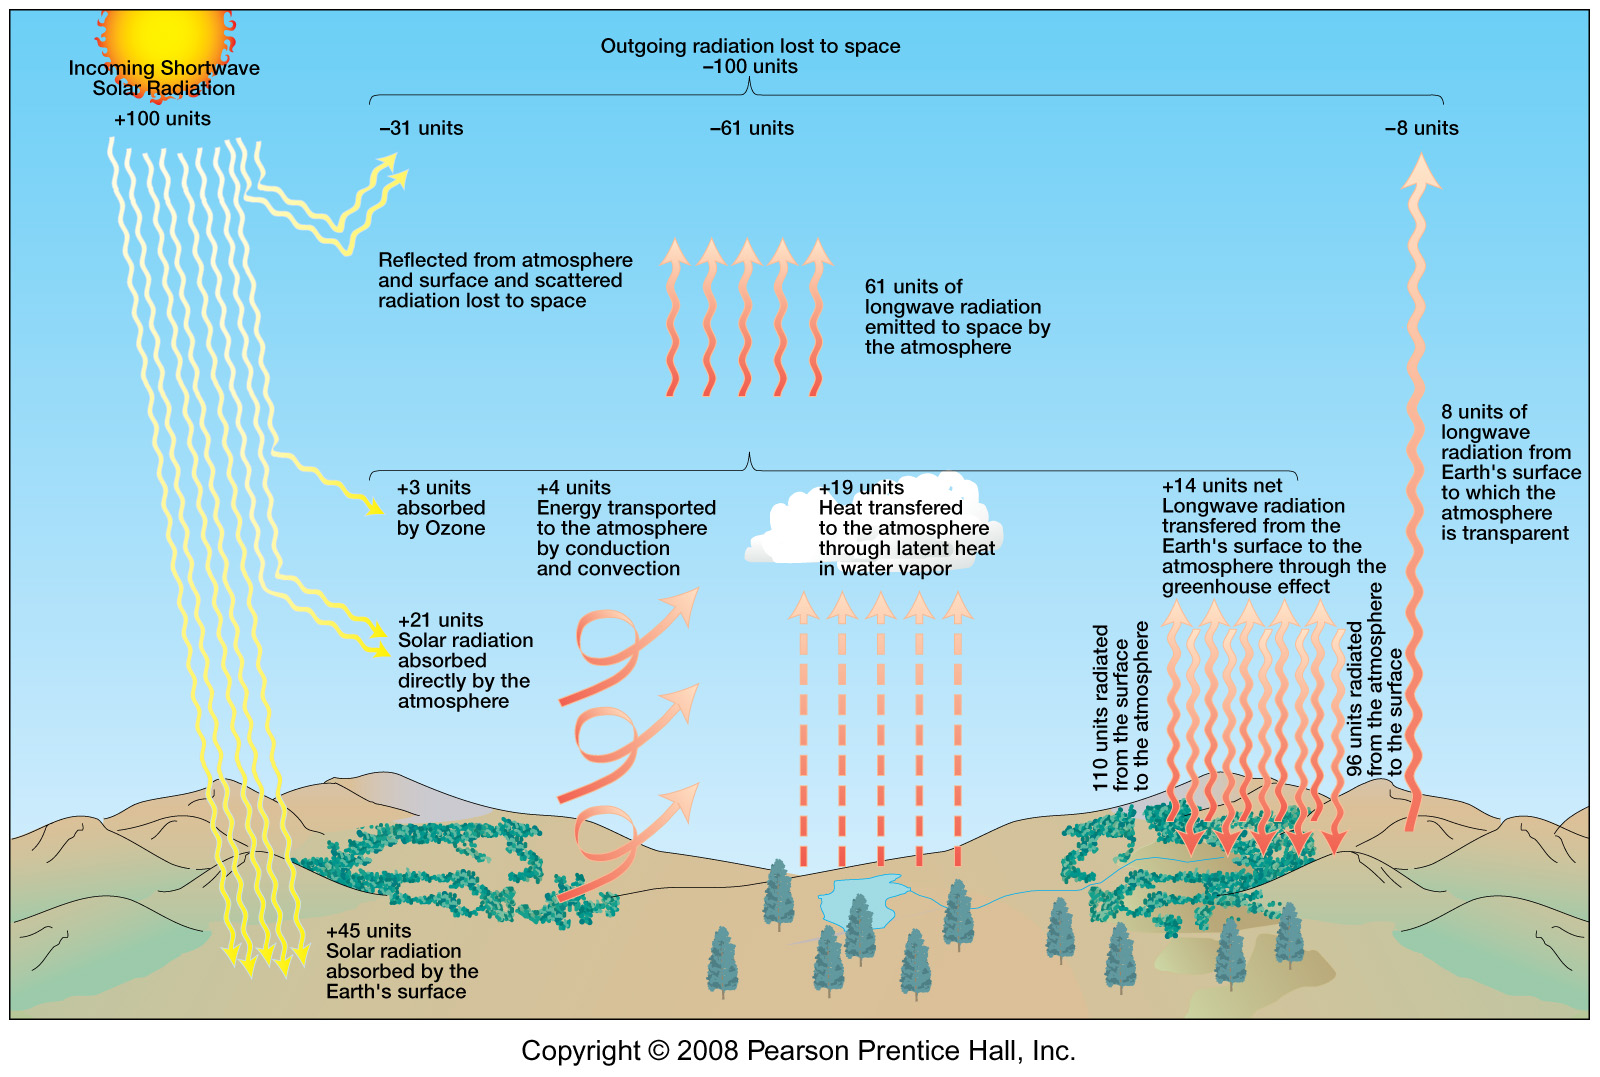 Outgoing radiation lost to space
–100 units
Incoming Shortwave
Solar Radiation
+100 units
–31 units
–61 units
–8 units
Reflected from atmosphere
and surface and scattered
radiation lost to space
61 units of
longwave radiation
emitted to space by
the atmosphere
8 units of
longwave
radiation from
Earth's surface
to which the
atmosphere
is transparent
+3 units
absorbed
by Ozone
+4 units
Energy transported
to the atmosphere
by conduction
and convection
+19 units
Heat transfered
to the atmosphere
through latent heat
in water vapor
+14 units net
Longwave radiation
transfered from the
Earth's surface to the
atmosphere through the
greenhouse effect
+21 units
Solar radiation
absorbed
directly by the
atmosphere
110 units radiated
from the surface
to the atmosphere
96 units radiated
from the atmosphere
to the surface
+45 units
Solar radiation
absorbed by the
Earth's surface
Copyright © 2008 Pearson Prentice Hall, Inc.